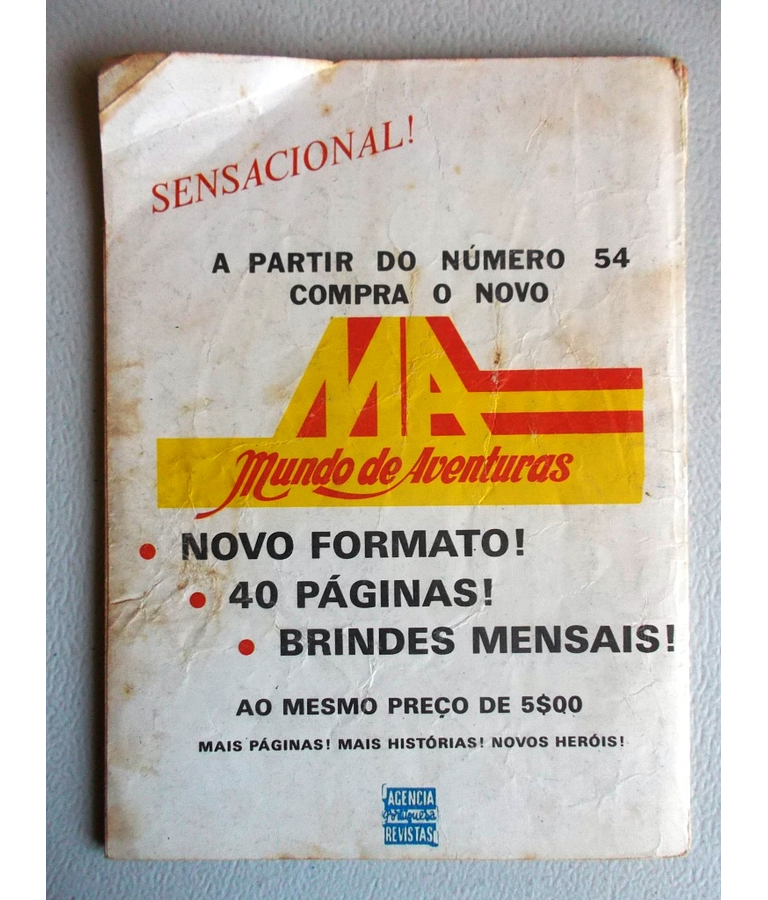 SENSACIONAL!
A PARTIR DO NÚMERO 54
COMPRA O NOVO
MA
Mundo de Aventuras
• NOVO FORMATO!
• 40 PÁGINAS!
• BRINDES MENSAIS!
AO MESMO PREÇO DE 5$00
MAIS PÁGINAS! MAIS HISTÓRIAS! NOVOS HERÓIS!
AGENCIA
Portuguesa
REVISTAS